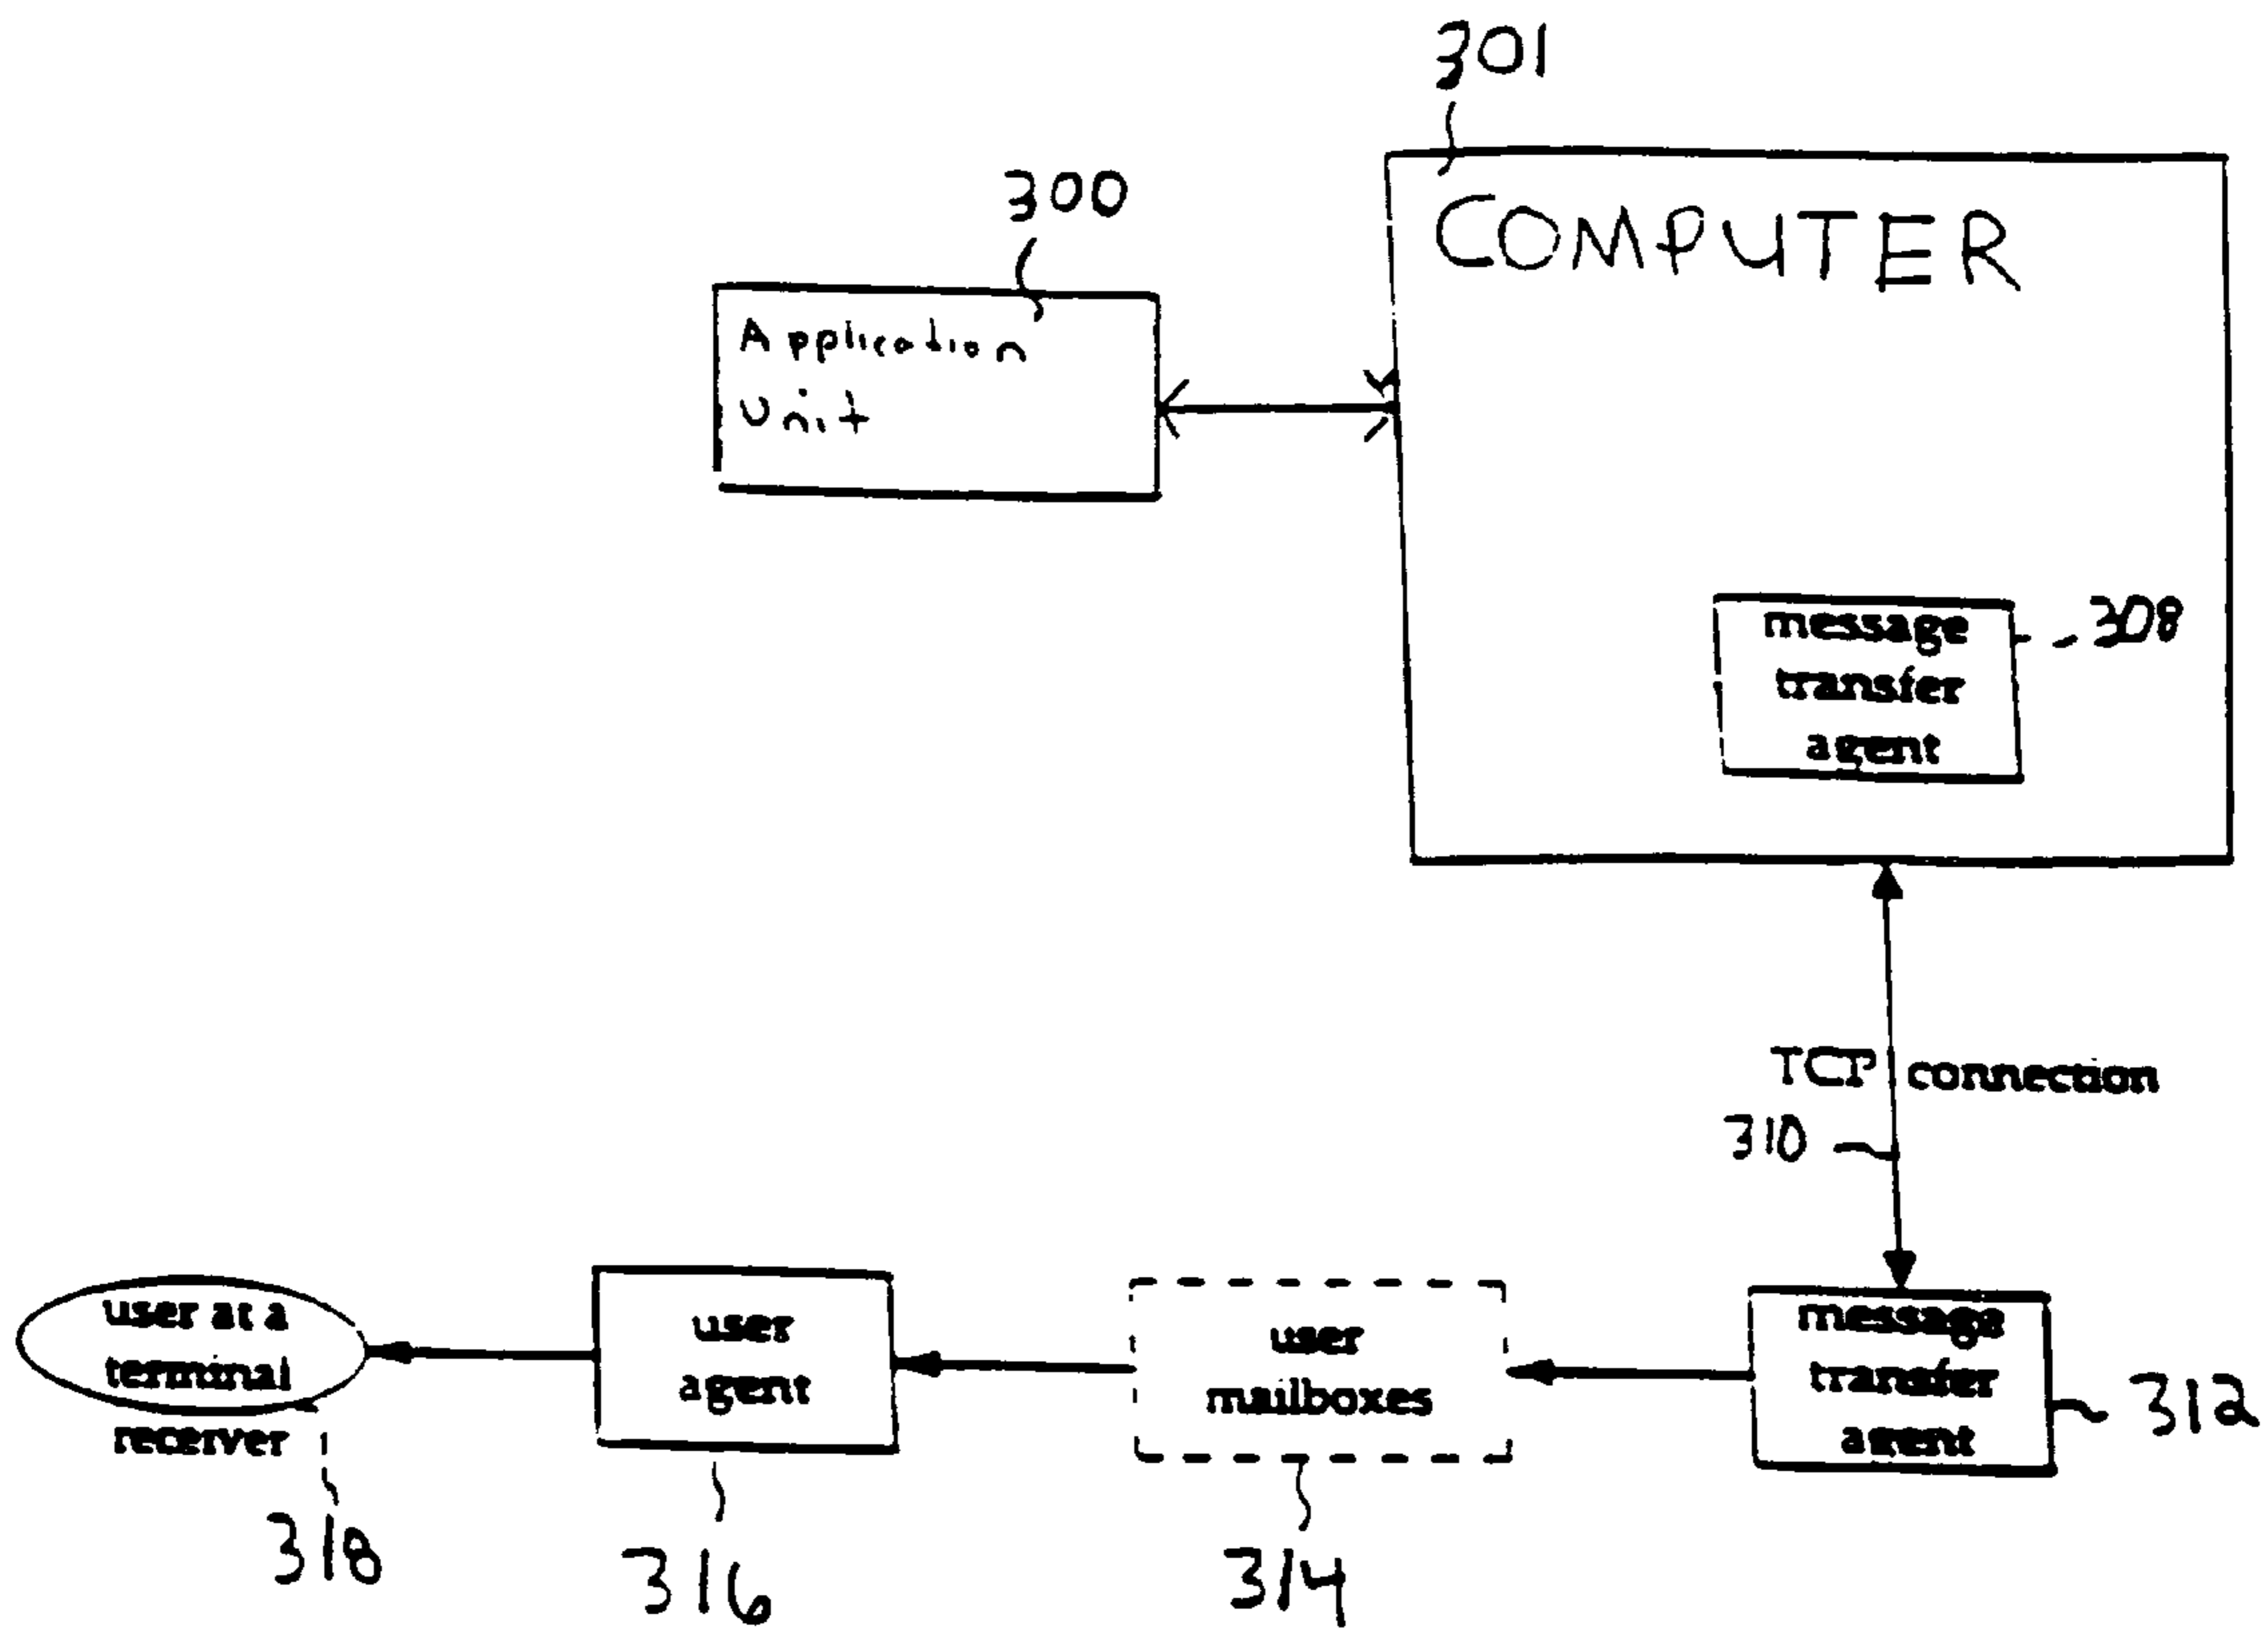 301
COMPUTER
300
Application
Unit
message
transfer
agent
308
TCP connection
310
user at a
terminal
receiver
318
user
agent
316
user
mailboxes
314
message
transfer
agent
312